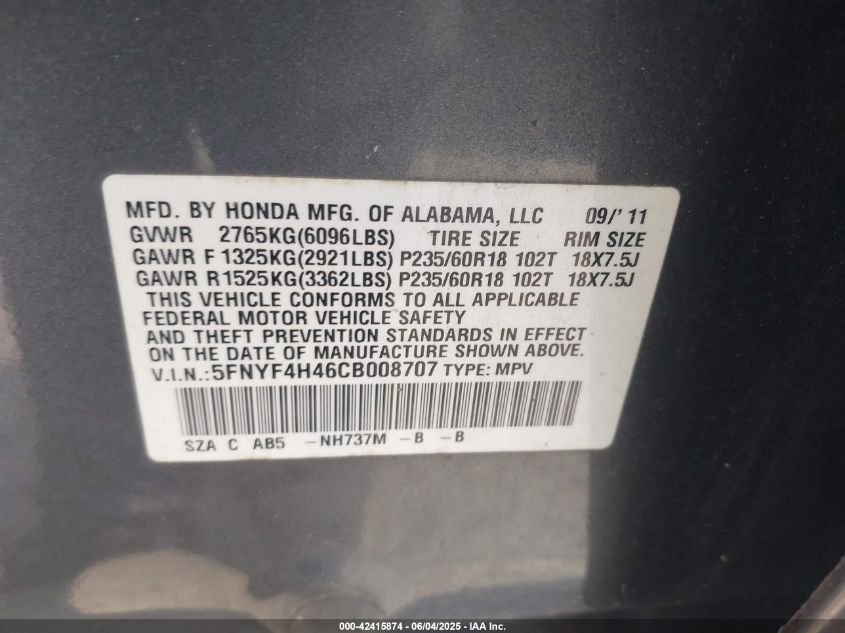 MFD. BY HONDA MFG. OF ALABAMA, LLC 09/'11
GVWR 2765KG(6096LBS) TIRE SIZE RIM SIZE
GAWR F 1325KG(2921LBS) P235/60R18 102T 18X7.5J
GAWR R 1525KG(3362LBS) P235/60R18 102T 18X7.5J
THIS VEHICLE CONFORMS TO ALL APPLICABLE
FEDERAL MOTOR VEHICLE SAFETY
AND THEFT PREVENTION STANDARDS IN EFFECT
ON THE DATE OF MANUFACTURE SHOWN ABOVE.
V.I.N.:5FNYF4H46CB008707 TYPE: MPV
SZA C AB5 -NH737M -B -B
000-42415874 | 06/04/2025 - IAA Inc.